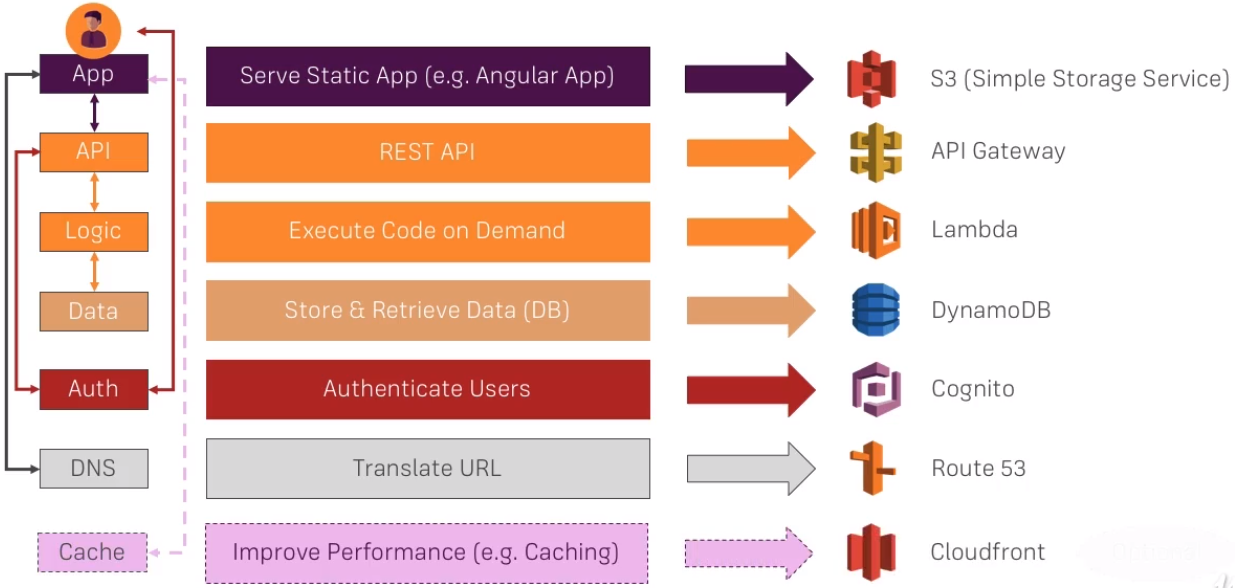 App
Serve Static App (e.g. Angular App)
S3 (Simple Storage Service)
API
REST API
API Gateway
Logic
Execute Code on Demand
Lambda
Data
Store & Retrieve Data (DB)
DynamoDB
Auth
Authenticate Users
Cognito
DNS
Translate URL
Route 53
Cache
Improve Performance (e.g. Caching)
Cloudfront